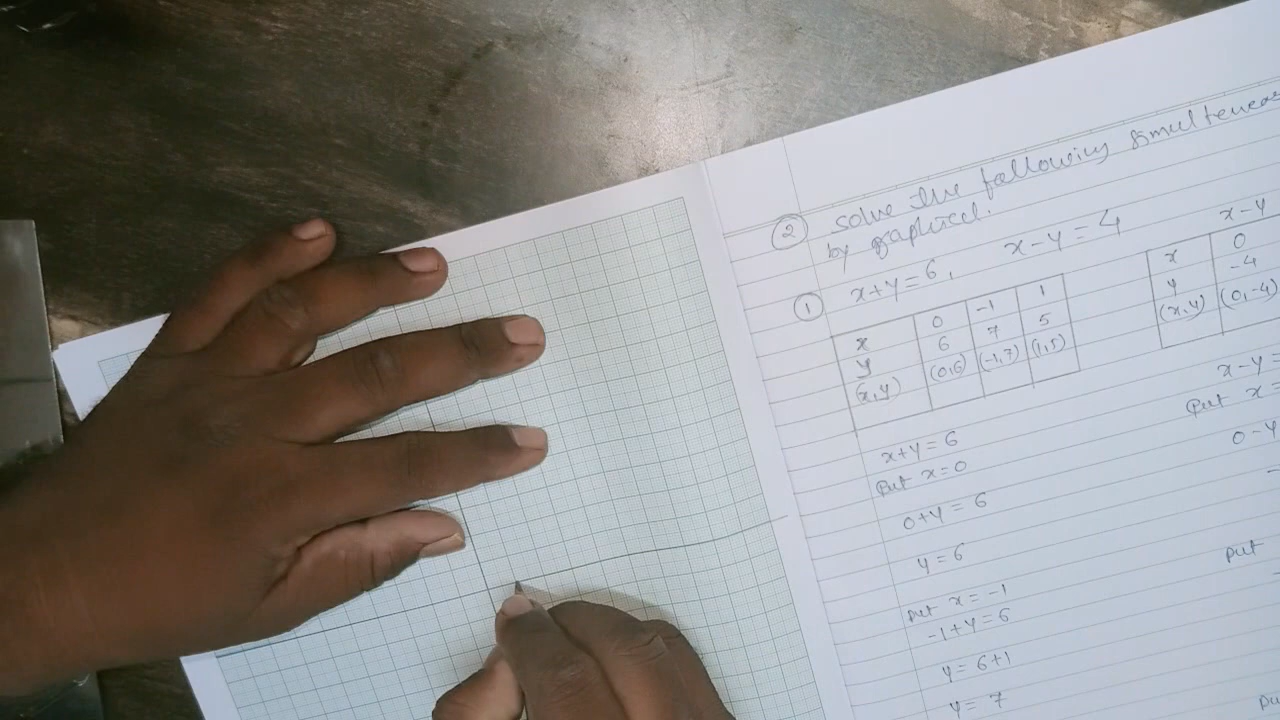 ② solve the following simultaneous
by graphical.
① x+y=6, x-y=4
x 0 -1 1
y 6 7 5
(x,y) (0,6) (-1,7) (1,5)
x+y=6
Put x=0
0+y=6
y=6
Put x=-1
-1+y=6
y=6+1
y=7
x-y
x 0
y -4
(x,y) (0,-4)
x-y=
Put x=
0-y
Put